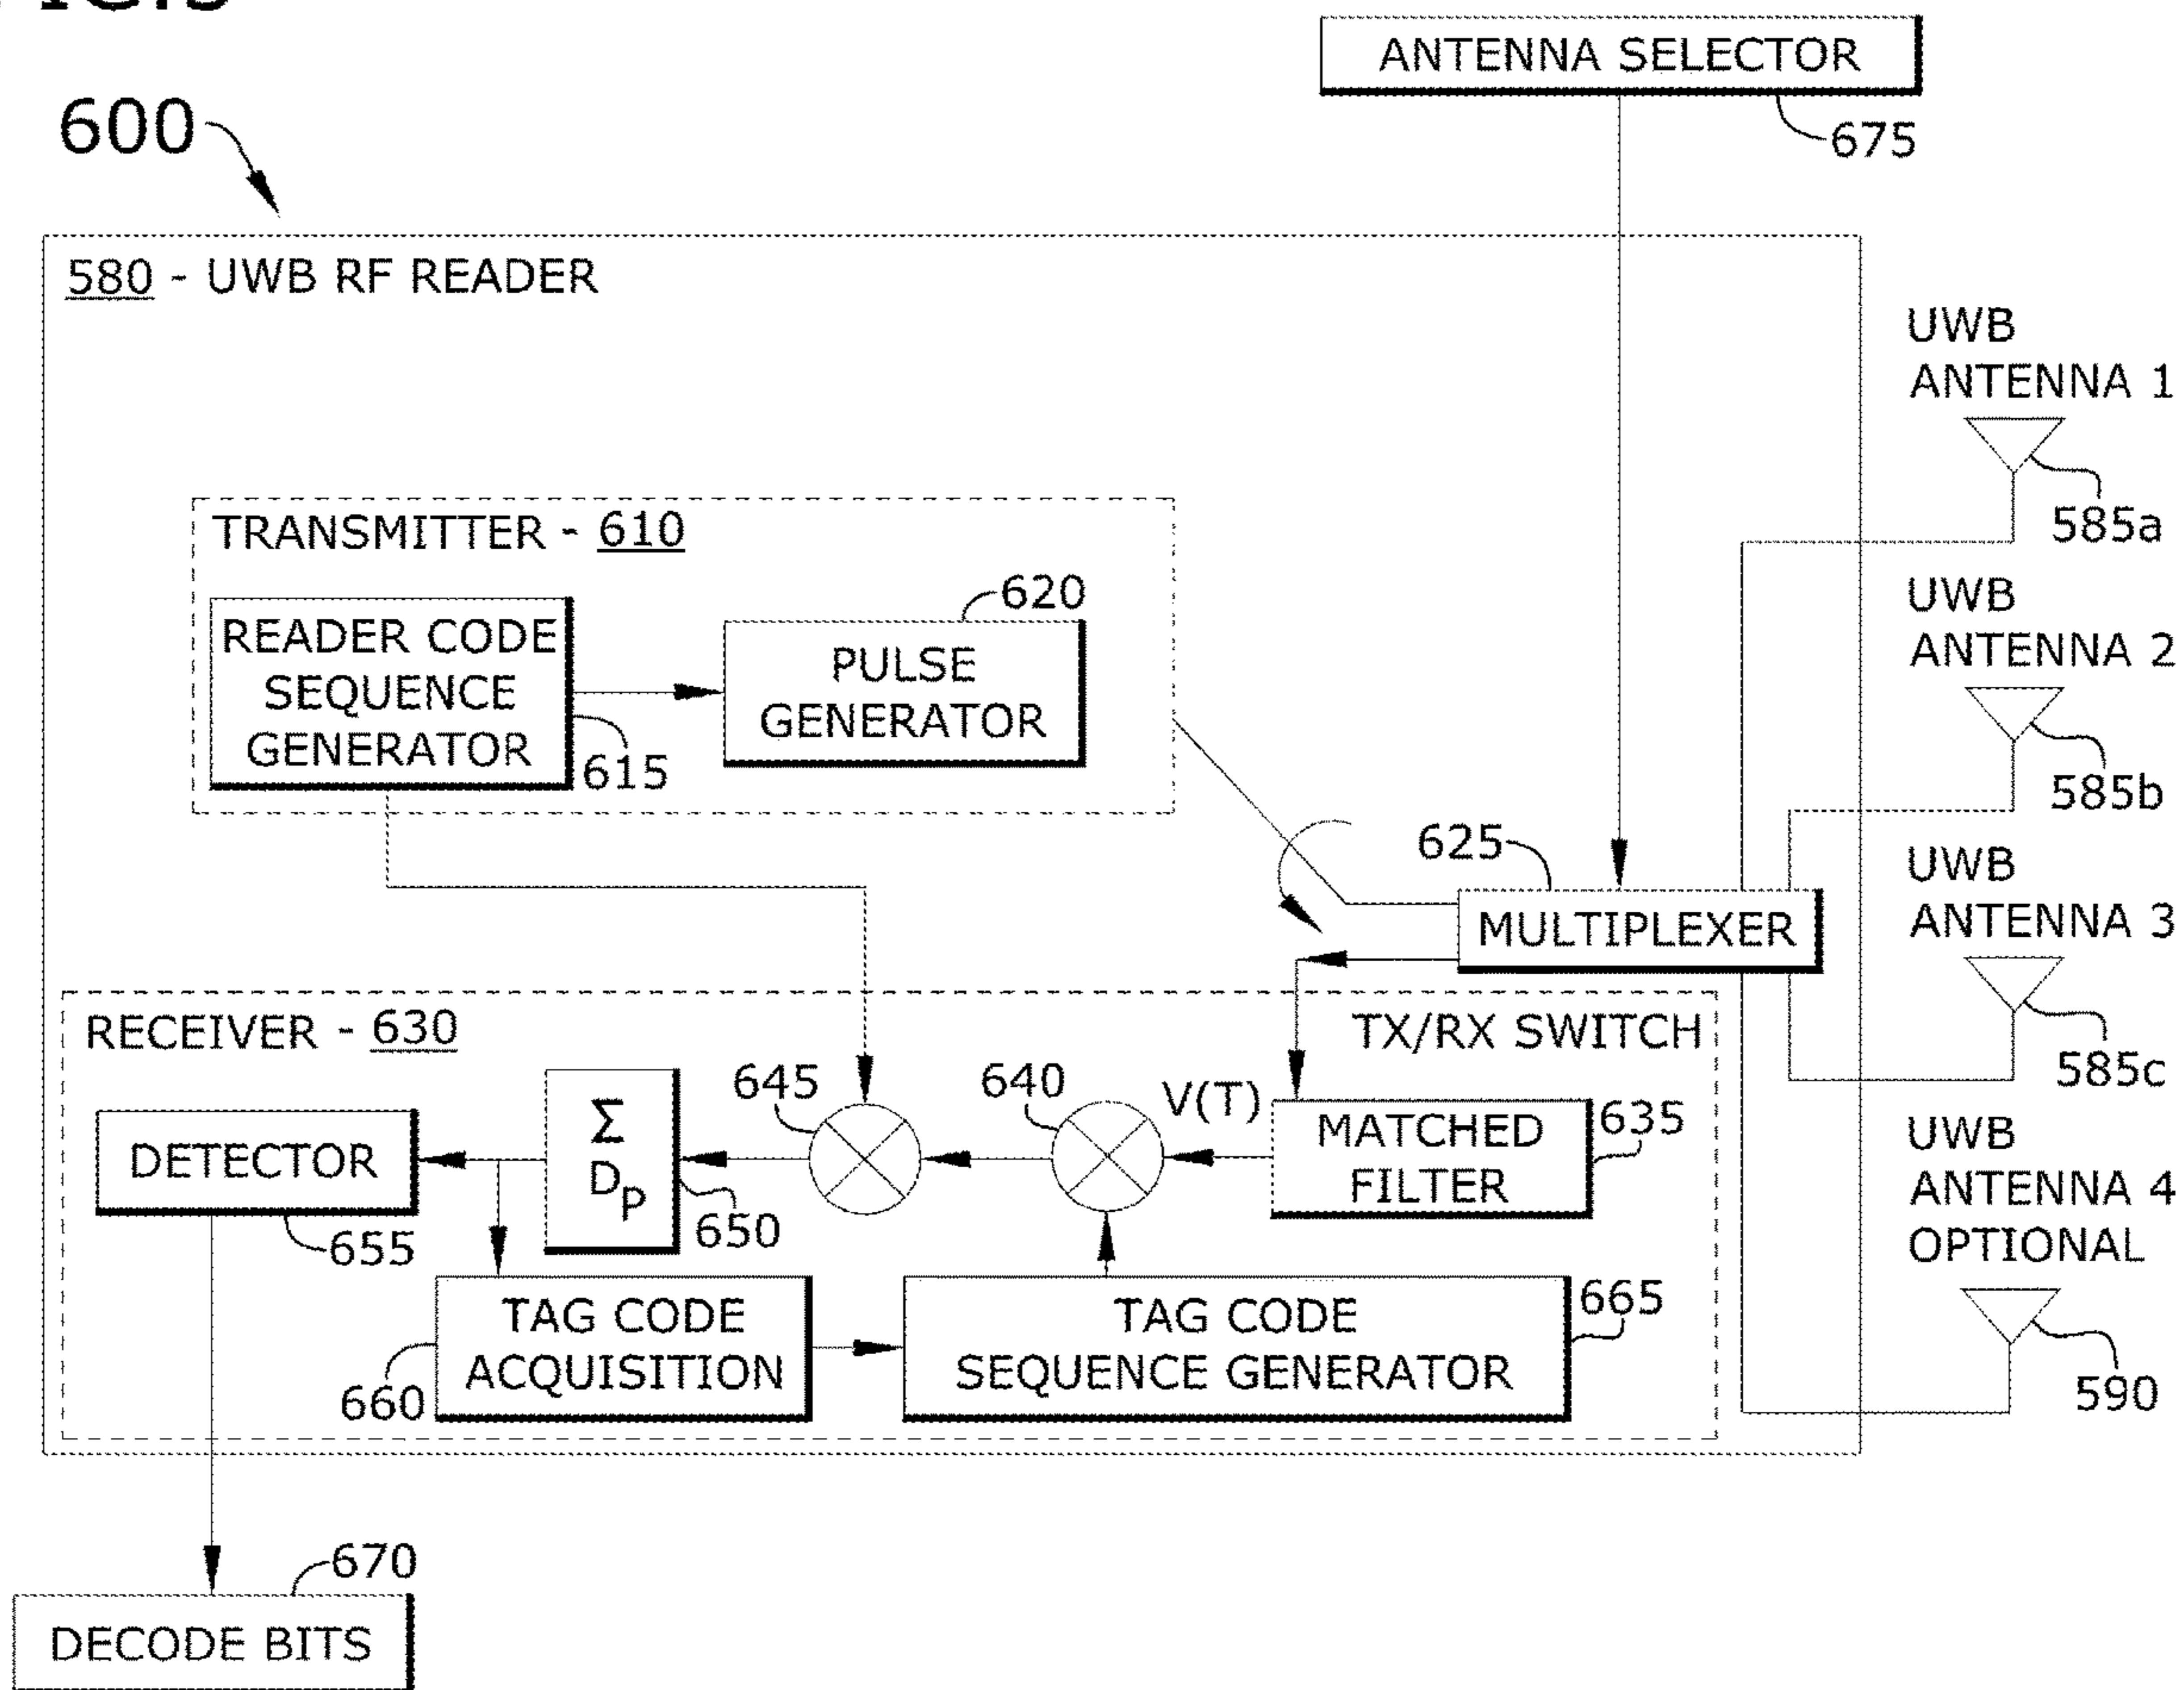 ANTENNA SELECTOR
675
600
580 - UWB RF READER
UWB
ANTENNA 1
585a
TRANSMITTER - 610
READER CODE
SEQUENCE
GENERATOR
615
620
PULSE
GENERATOR
UWB
ANTENNA 2
585b
625
MULTIPLEXER
UWB
ANTENNA 3
585c
RECEIVER - 630
TX/RX SWITCH
DETECTOR
655
Σ
Dp
650
645
640
V(T)
MATCHED
FILTER
635
UWB
ANTENNA 4
OPTIONAL
590
660
TAG CODE
ACQUISITION
TAG CODE
SEQUENCE GENERATOR
665
670
DECODE BITS